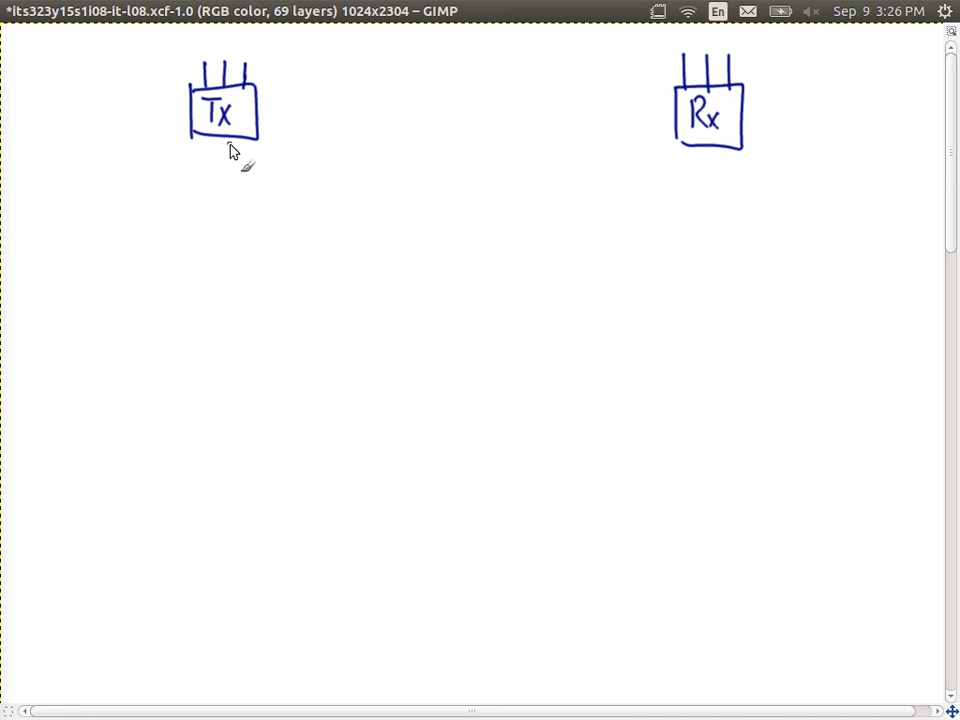 *its323y15s1i08-it-l08.xcf-1.0 (RGB color, 69 layers) 1024x2304 – GIMP
En
Sep 9 3:26 PM
Tx
Rx